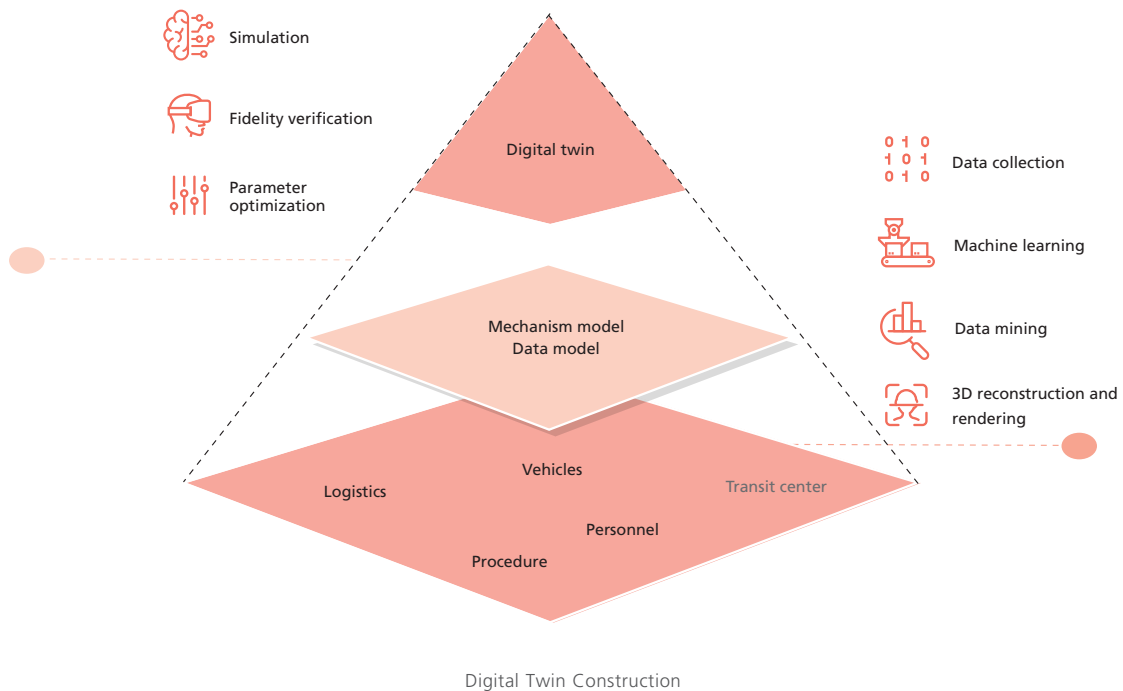 Simulation
Fidelity verification
Parameter
optimization
Digital twin
0 1 0
1 0 1
0 1 0
Data collection
Machine learning
Data mining
3D reconstruction and
rendering
Mechanism model
Data model
Vehicles
Logistics
Transit center
Personnel
Procedure
Digital Twin Construction